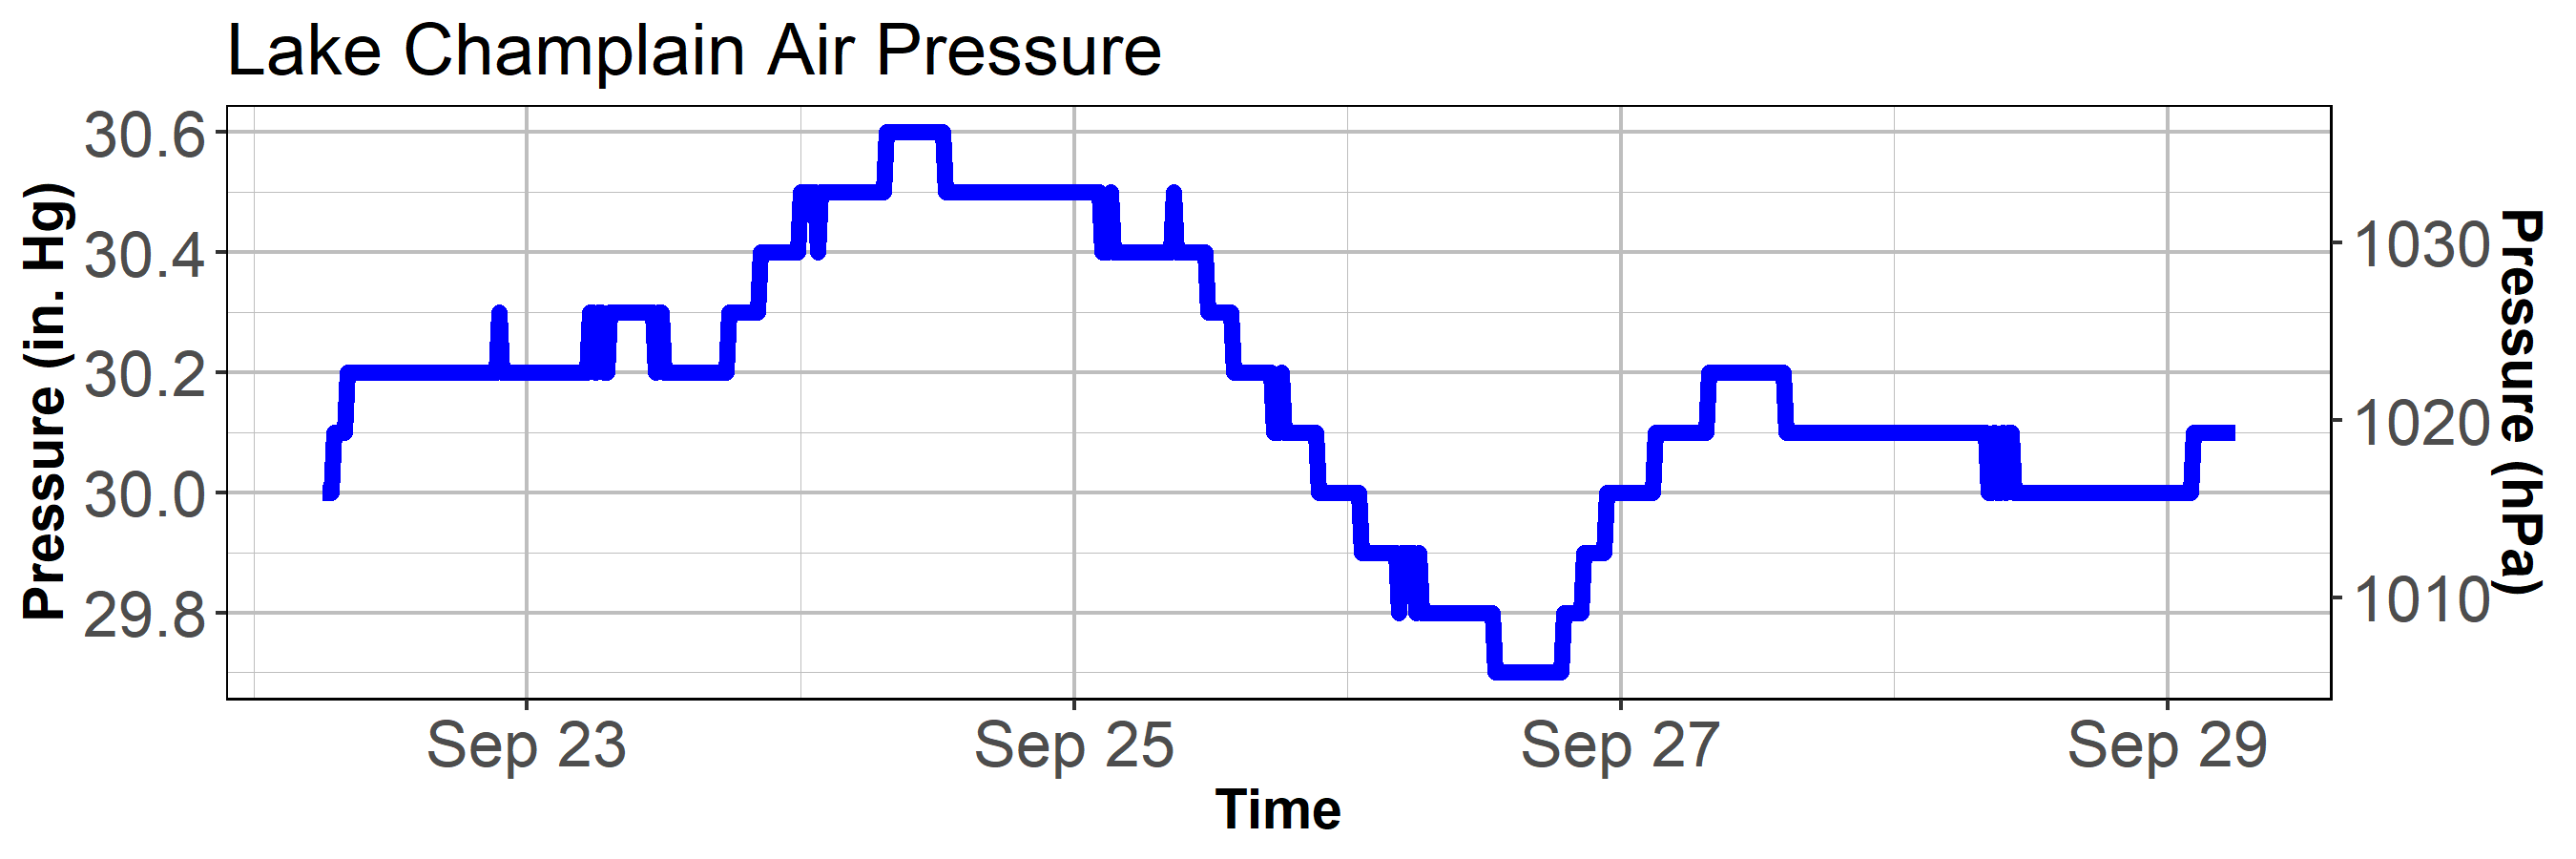 Lake Champlain Air Pressure
Pressure (in. Hg)
30.6
30.4
30.2
30.0
29.8
1030
1020
1010
Pressure (hPa)
Sep 23 Sep 25 Sep 27 Sep 29
Time